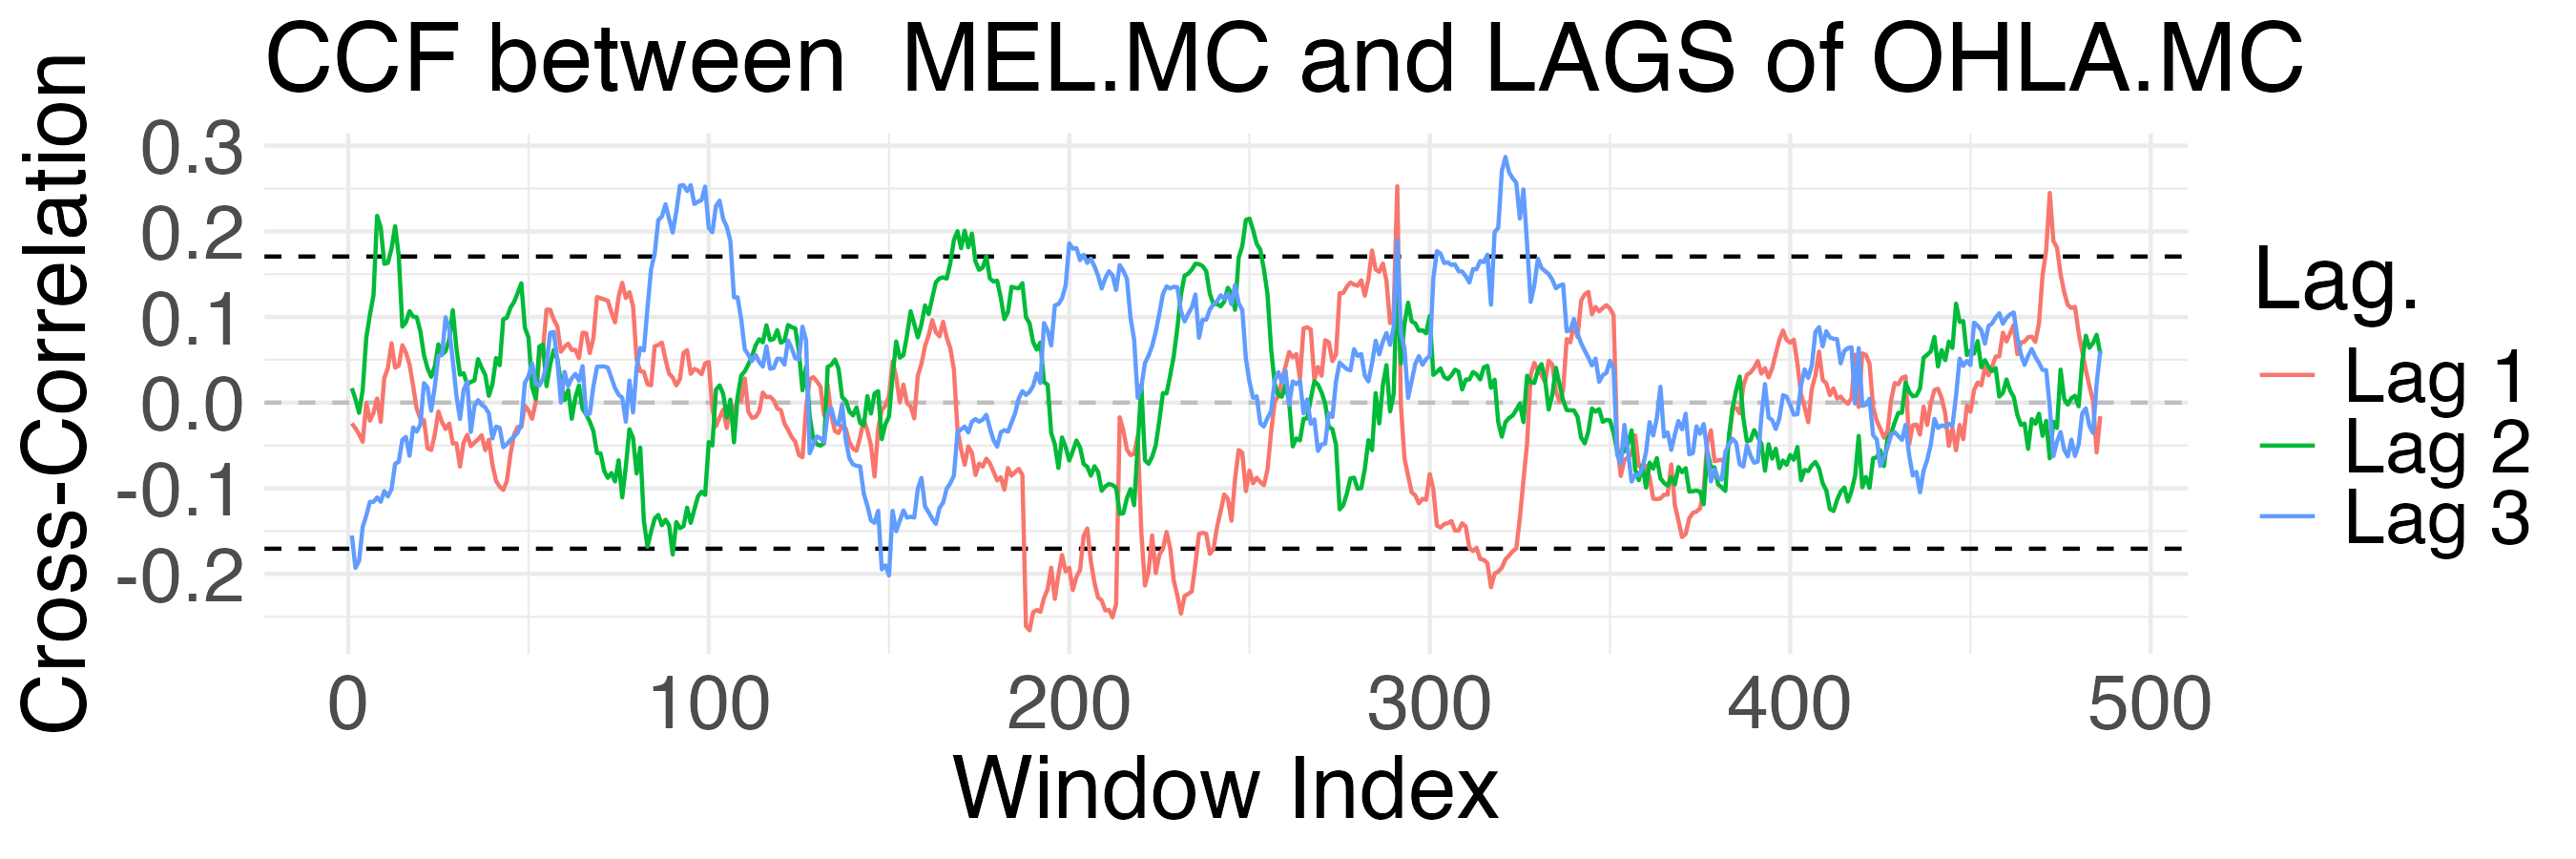 CCF between  MEL.MC and LAGS of OHLA.MC
Cross-Correlation
0.3
0.2
0.1
0.0
-0.1
-0.2
0
100
200
300
400
500
Window Index
Lag.
Lag 1
Lag 2
Lag 3